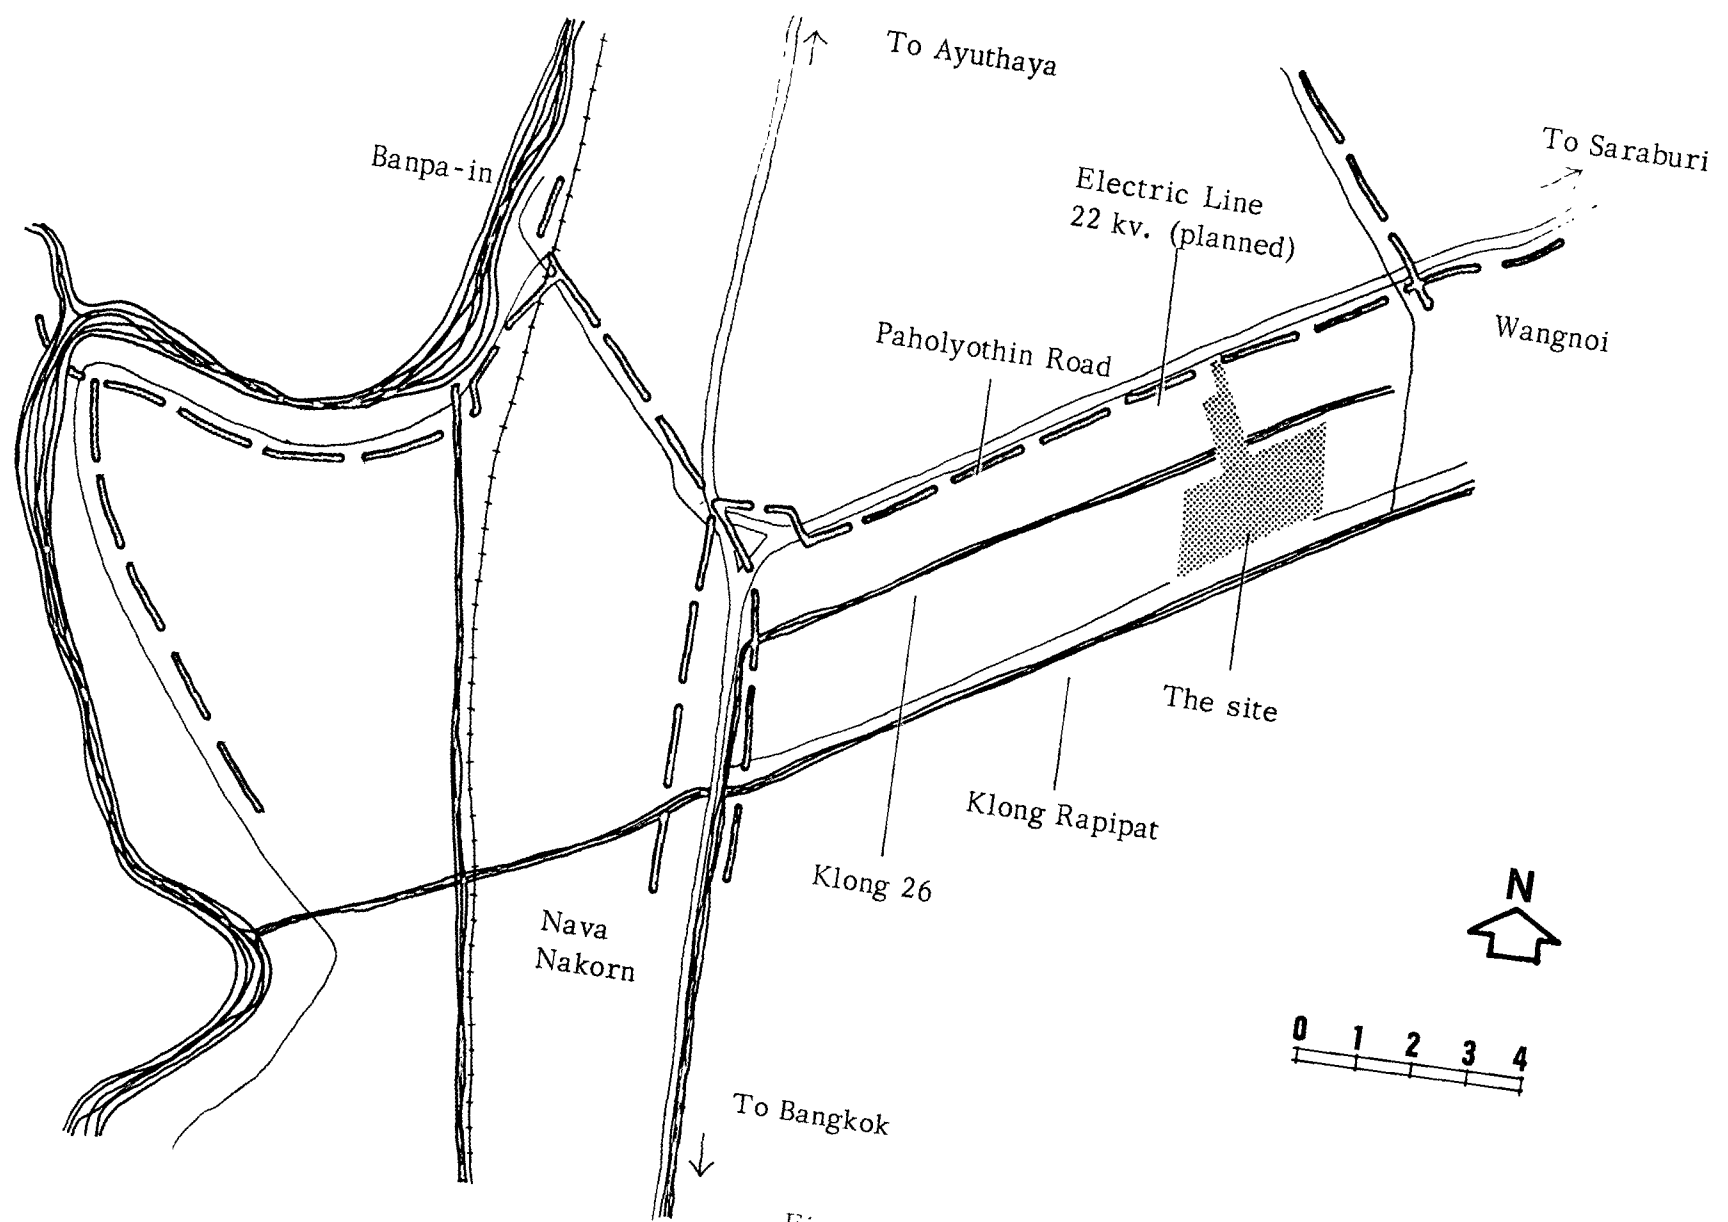 To Ayuthaya
To Saraburi
Banpa-in
Electric Line
22 kv. (planned)
Wangnoi
Paholyothin Road
The site
Klong Rapipat
Klong 26
N
Nava
Nakorn
0 1 2 3 4
To Bangkok